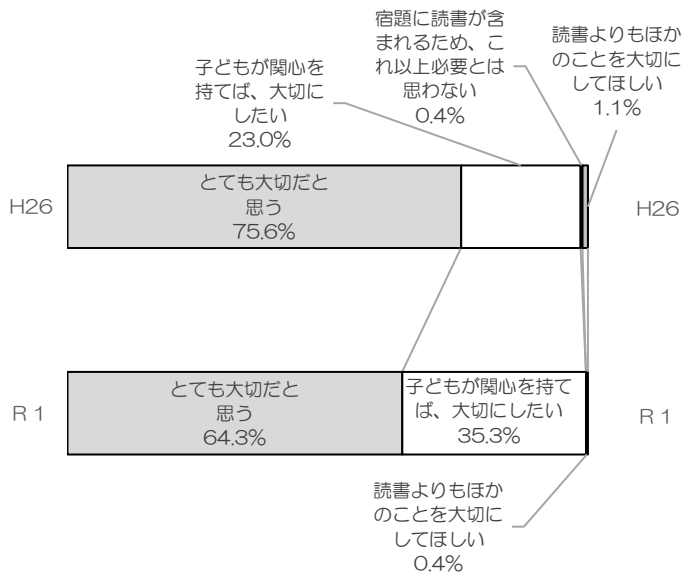 宿題に読書が含
まれるため、こ
れ以上必要とは
思わない
0.4%
読書よりもほか
のことを大切に
してほしい
1.1%
子どもが関心を
持てば、大切に
したい
23.0%
H26
とても大切だと
思う
75.6%
H26
R 1
とても大切だと
思う
64.3%
子どもが関心を持て
ば、大切にしたい
35.3%
R 1
読書よりもほか
のことを大切に
してほしい
0.4%